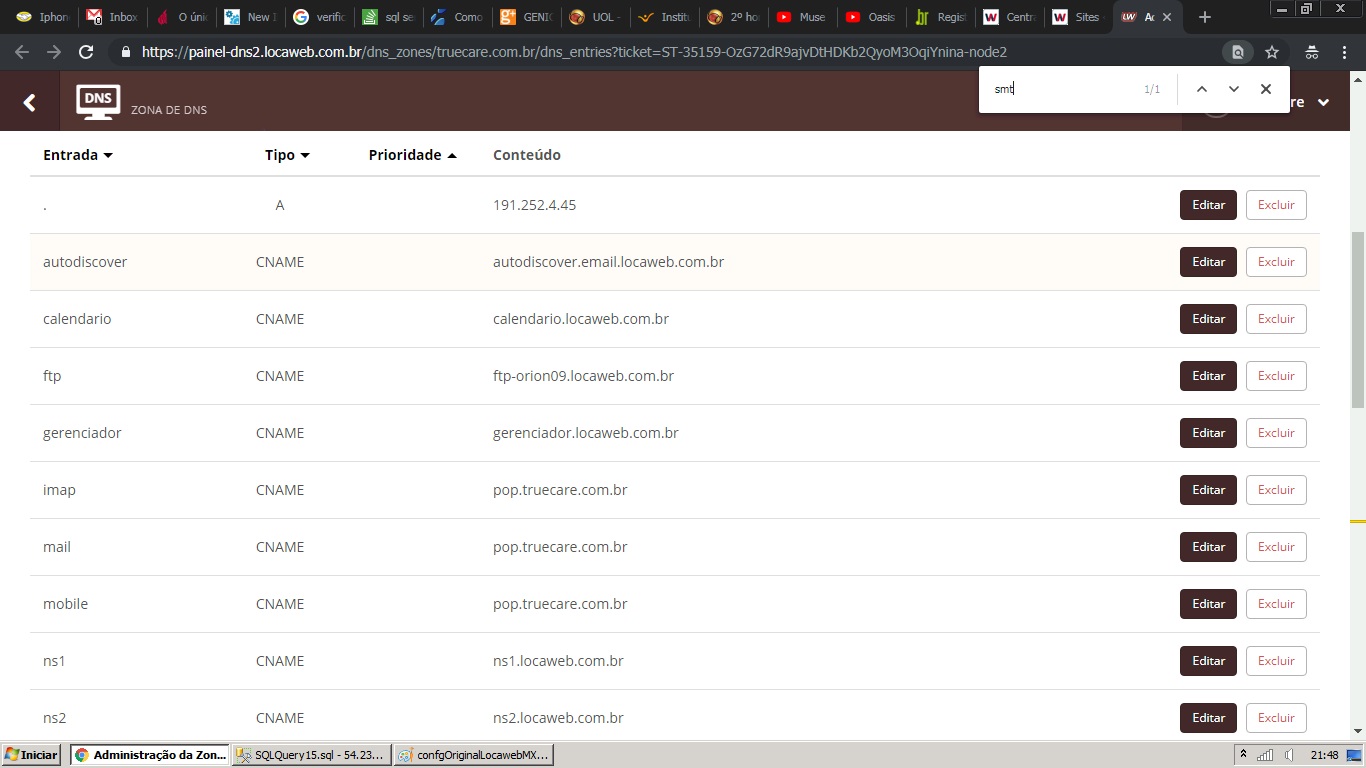 Iphon
Inbox
O úni
New I
verific
sql se
Como
GENIC
UOL -
Institu
2º ho
Muse
Oasis
Regist
Centra
Sites -
Ac
https://painel-dns2.locaweb.com.br/dns_zones/truecare.com.br/dns_entries?ticket=ST-35159-OzG72dR9ajvDtHDKb2QyoM3OqiYnina-node2
smt 1/1
DNS ZONA DE DNS re
Entrada Tipo Prioridade Conteúdo
. A 191.252.4.45 Editar Excluir
autodiscover CNAME autodiscover.email.locaweb.com.br Editar Excluir
calendario CNAME calendario.locaweb.com.br Editar Excluir
ftp CNAME ftp-orion09.locaweb.com.br Editar Excluir
gerenciador CNAME gerenciador.locaweb.com.br Editar Excluir
imap CNAME pop.truecare.com.br Editar Excluir
mail CNAME pop.truecare.com.br Editar Excluir
mobile CNAME pop.truecare.com.br Editar Excluir
ns1 CNAME ns1.locaweb.com.br Editar Excluir
ns2 CNAME ns2.locaweb.com.br Editar Excluir
Iniciar Administração da Zon... SQLQuery15.sql - 54.23... confgOriginalLocawebMX... 21:48